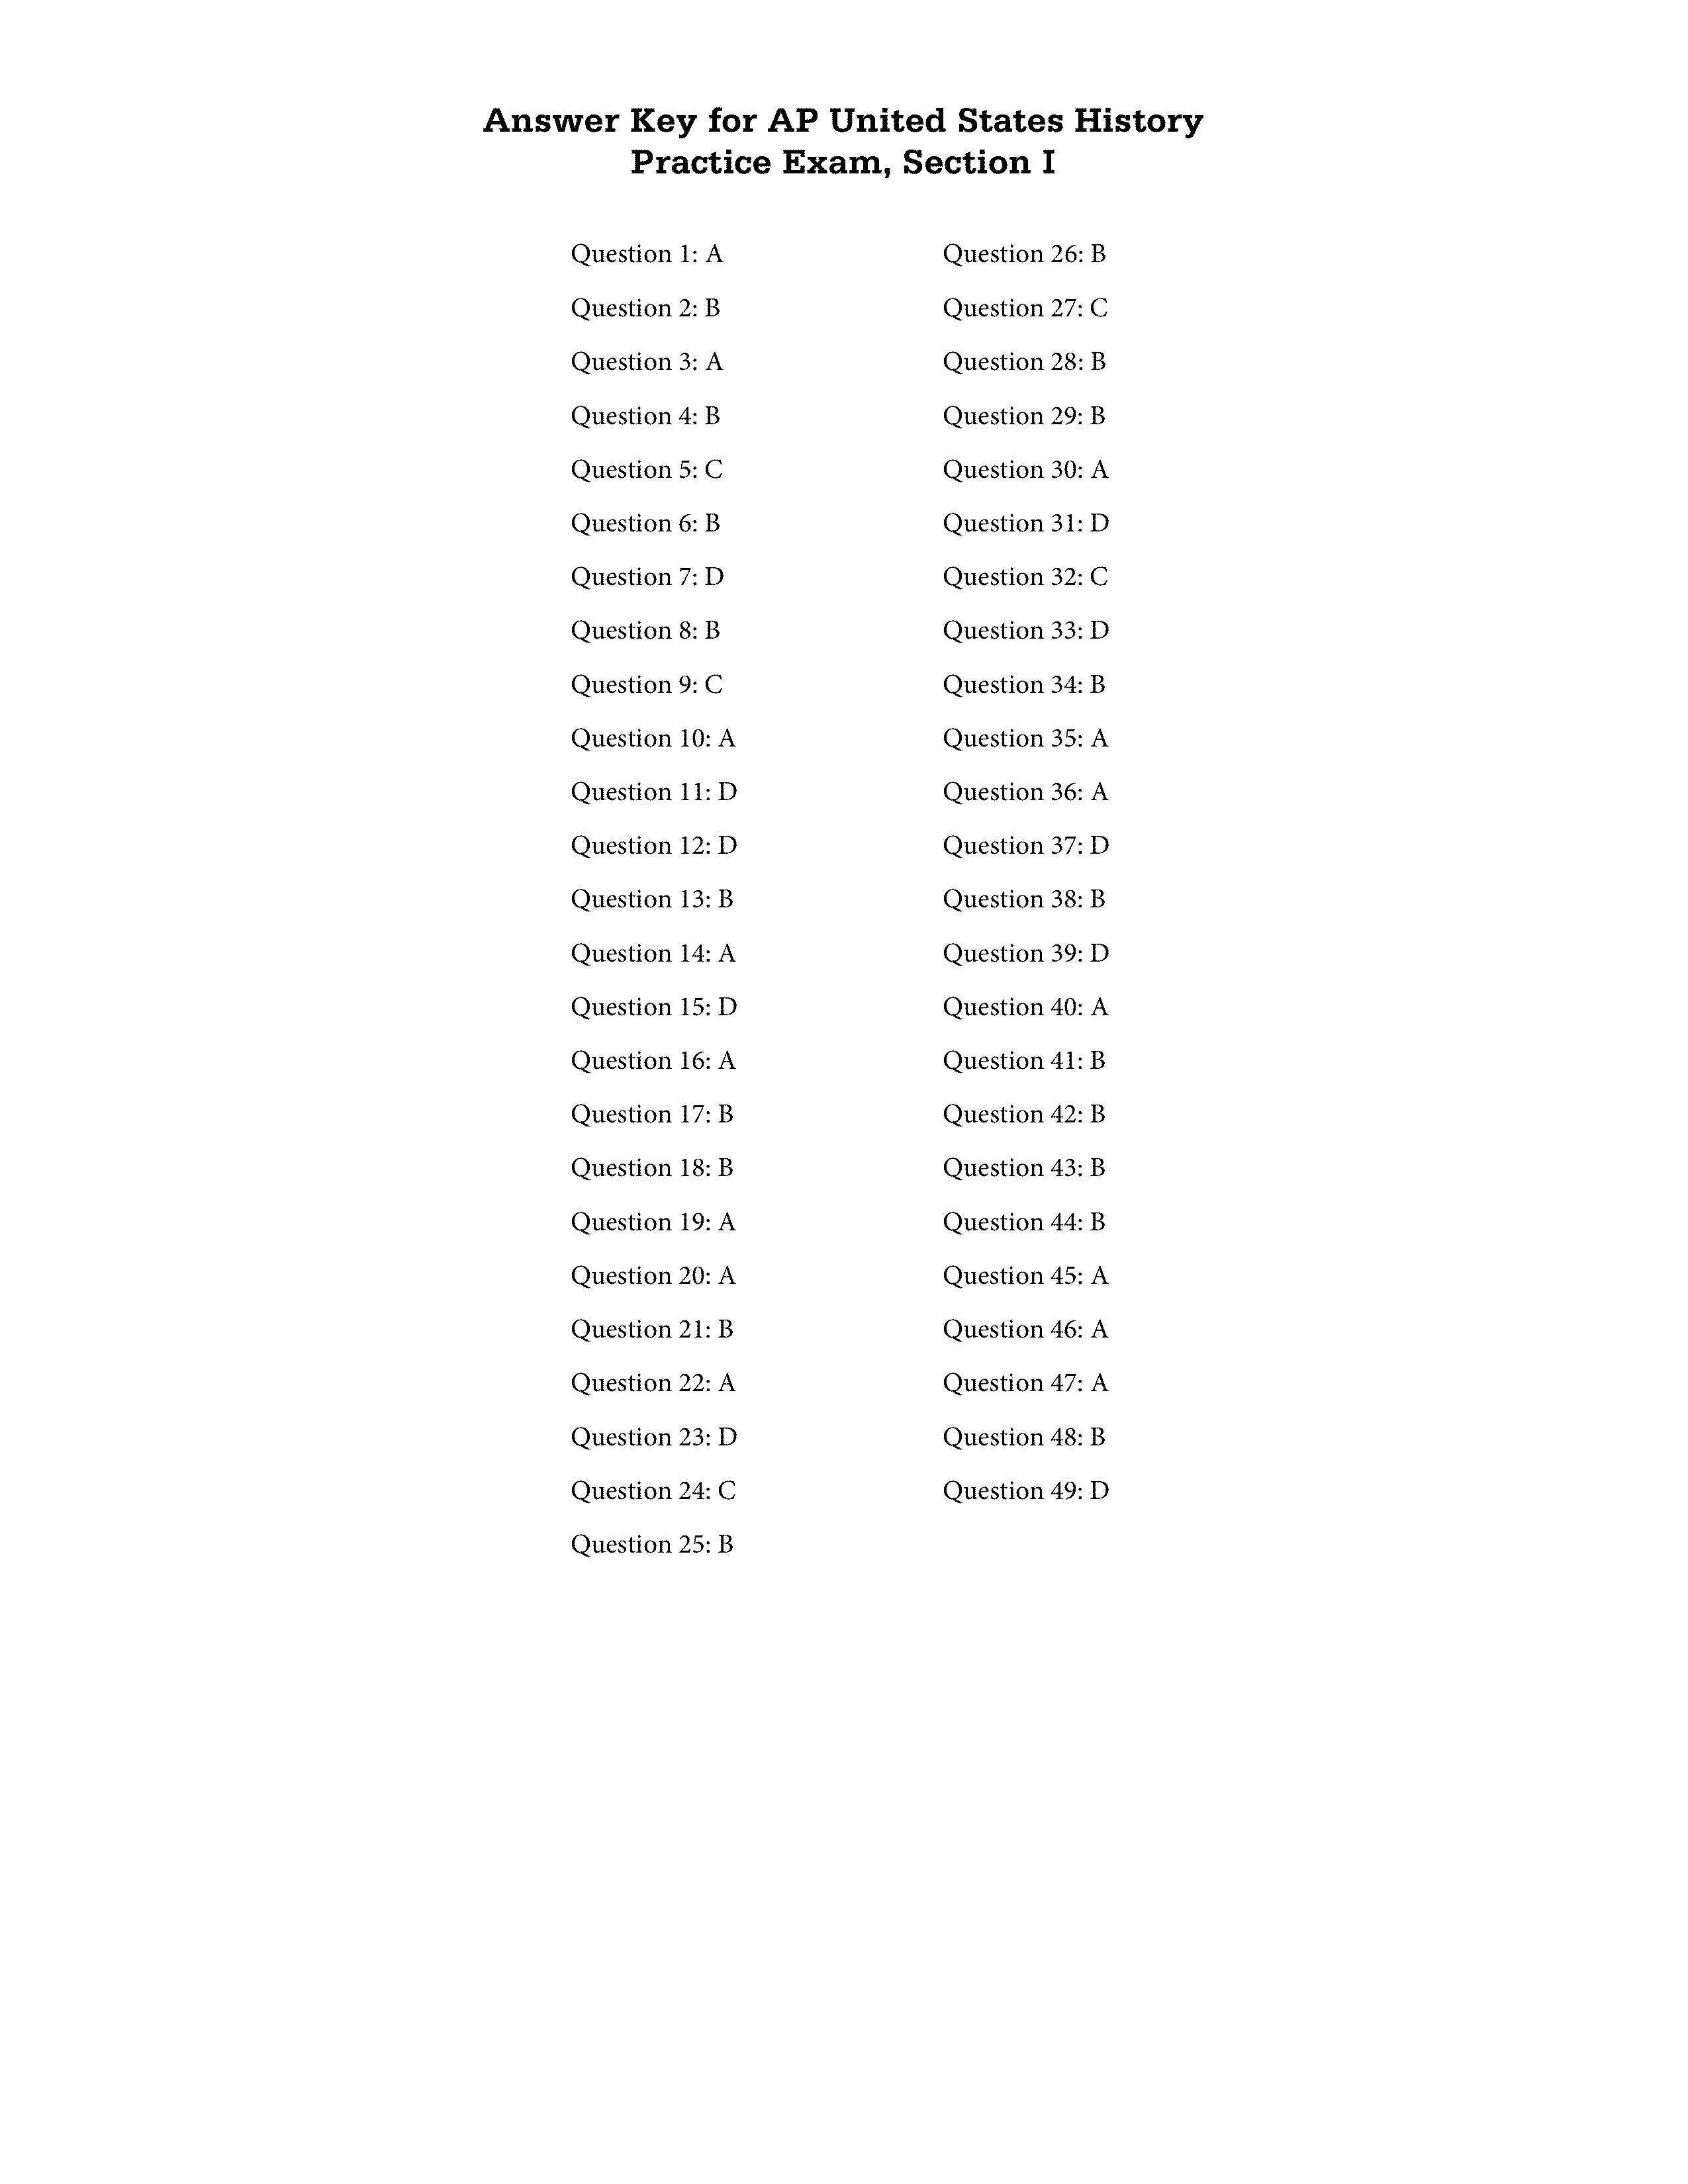 Answer Key for AP United States History
Practice Exam, Section I
Question 1: A
Question 2: B
Question 3: A
Question 4: B
Question 5: C
Question 6: B
Question 7: D
Question 8: B
Question 9: C
Question 10: A
Question 11: D
Question 12: D
Question 13: B
Question 14: A
Question 15: D
Question 16: A
Question 17: B
Question 18: B
Question 19: A
Question 20: A
Question 21: B
Question 22: A
Question 23: D
Question 24: C
Question 25: B
Question 26: B
Question 27: C
Question 28: B
Question 29: B
Question 30: A
Question 31: D
Question 32: C
Question 33: D
Question 34: B
Question 35: A
Question 36: A
Question 37: D
Question 38: B
Question 39: D
Question 40: A
Question 41: B
Question 42: B
Question 43: B
Question 44: B
Question 45: A
Question 46: A
Question 47: A
Question 48: B
Question 49: D